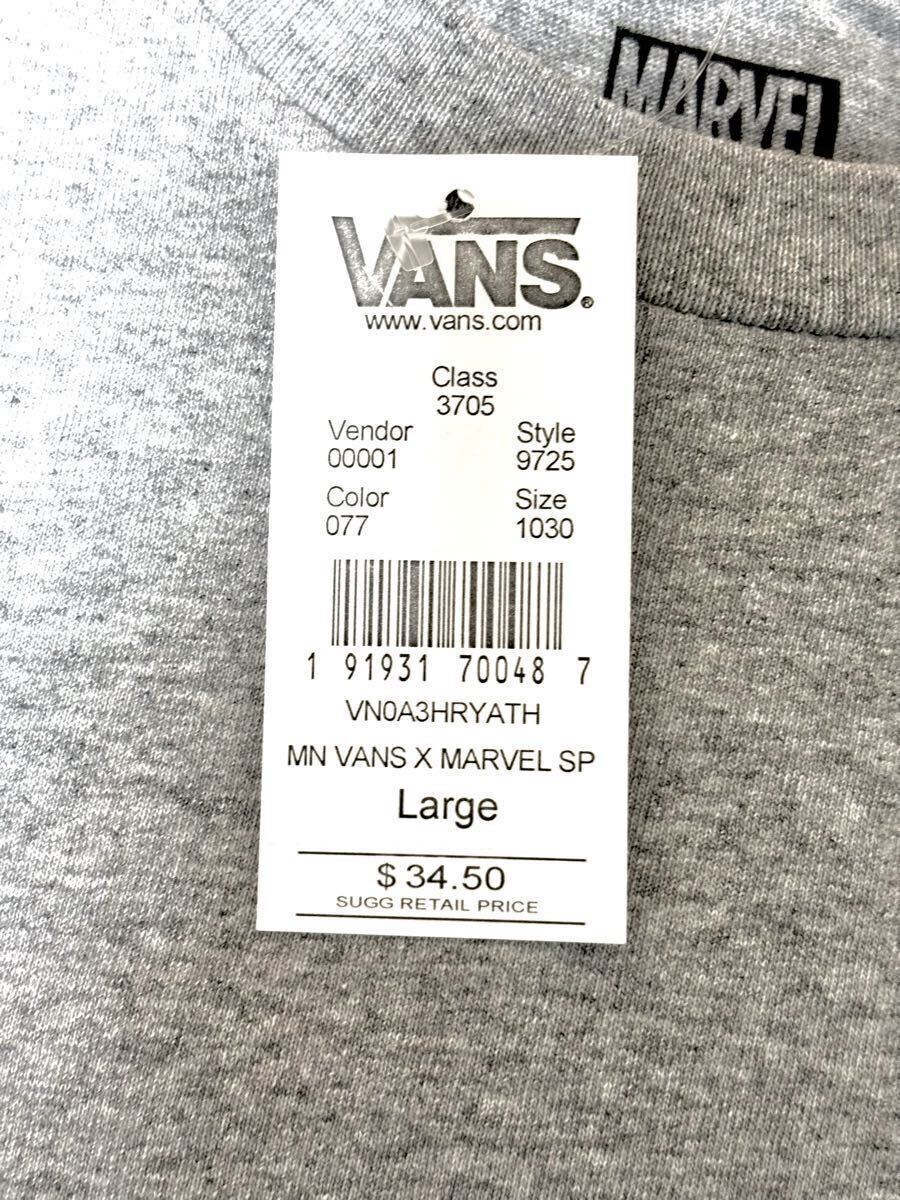 MARVEL
VANS®
www.vans.com
Class
3705
Vendor Style
00001 9725
Color Size
077 1030
1 91931 70048 7
VN0A3HRYATH
MN VANS X MARVEL SP
Large
$ 34.50
SUGG RETAIL PRICE